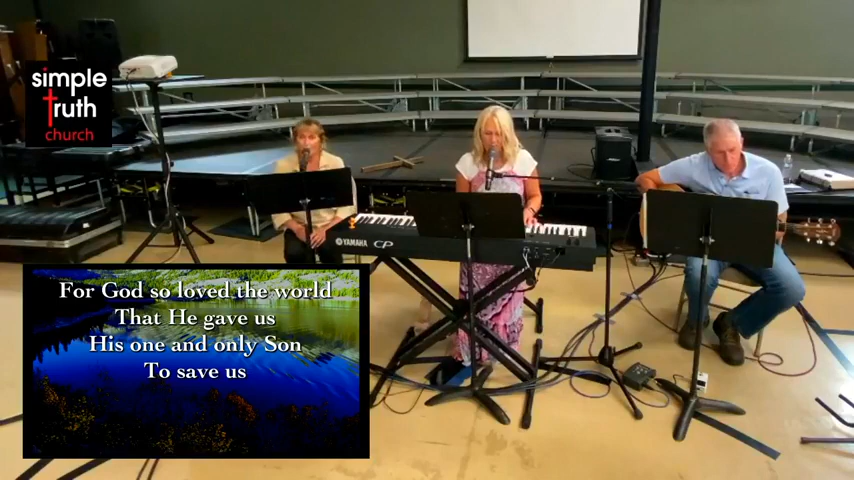 simple
truth
church
YAMAHA CP
For God so loved the world
That He gave us
His one and only Son
To save us